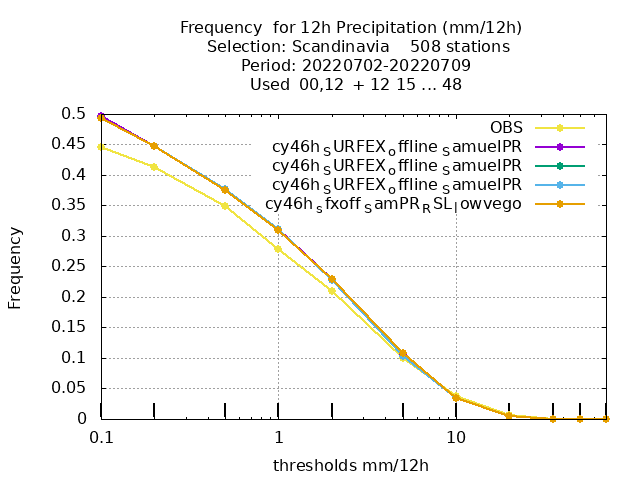 Frequency  for 12h Precipitation (mm/12h)
Selection: Scandinavia    508 stations
Period: 20220702-20220709
Used  00,12  + 12 15 ... 48
OBS
cy46h_SURFEX_offline_SamuelPR
cy46h_SURFEX_offline_SamuelPR
cy46h_SURFEX_offline_SamuelPR
cy46h_sfxoff_SamPR_RSL_lowvego
0.5
0.45
0.4
0.35
0.3
0.25
0.2
0.15
0.1
0.05
0
Frequency
0.1 1 10
thresholds mm/12h